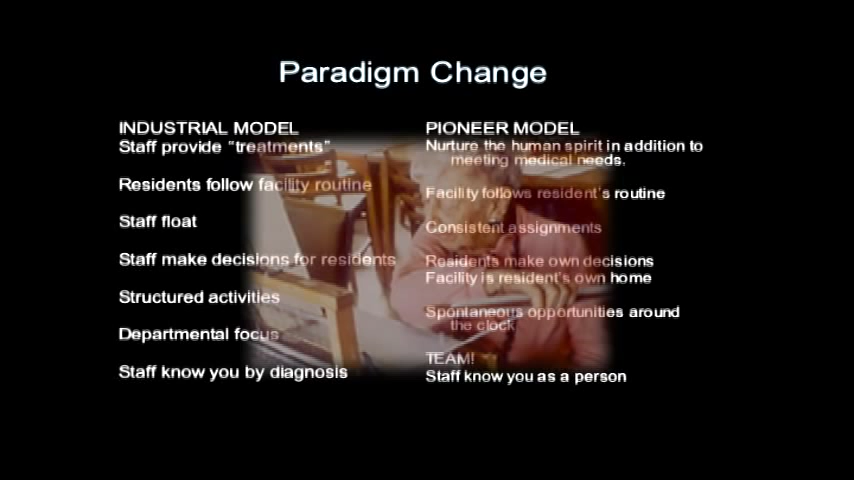 Paradigm Change
INDUSTRIAL MODEL
Staff provide "treatments"
Residents follow facility routine
Staff float
Staff make decisions for residents
Structured activities
Departmental focus
Staff know you by diagnosis
PIONEER MODEL
Nurture the human spirit in addition to
meeting medical needs.
Facility follows resident's routine
Consistent assignments
Residents make own decisions
Facility is resident's own home
Spontaneous opportunities around
the clock
TEAM!
Staff know you as a person